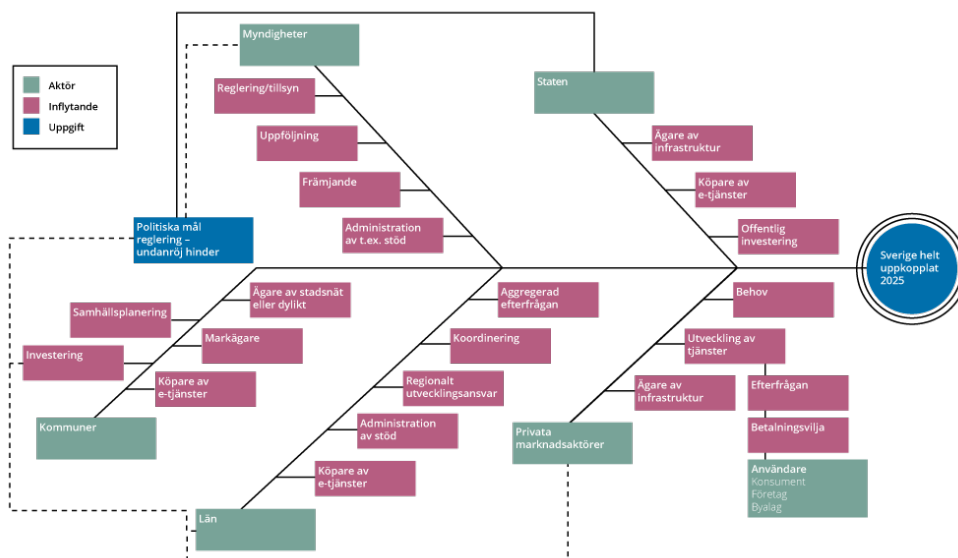 Myndigheter
Staten
Aktör
Inflytande
Uppgift
Reglering/tillsyn
Uppföljning
Främjande
Administration
av t.ex. stöd
Ägare av
infrastruktur
Köpare av
e-tjänster
Offentlig
investering
Politiska mål
reglering –
undanröj hinder
Sverige helt
uppkopplat
2025
Samhällsplanering
Investering
Ägare av stadsnät
eller dylikt
Markägare
Köpare av
e-tjänster
Kommuner
Aggregerad
efterfrågan
Koordinering
Regionalt
utvecklingsansvar
Administration
av stöd
Köpare av
e-tjänster
Län
Behov
Utveckling av
tjänster
Ägare av
infrastruktur
Privata
marknadsaktörer
Efterfrågan
Betalningsvilja
Användare
Konsument
Företag
Byalag